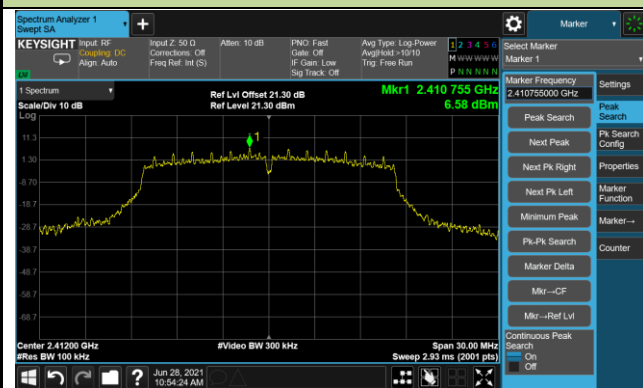 Spectrum Analyzer 1
Swept SA
Marker
KEYSIGHT
Input: RF
Coupling: DC
Align: Auto
Input Z: 50 Ω
Corrections: Off
Freq Ref: Int (S)
Atten: 10 dB
PNO: Fast
Gate: Off
IF Gain: Low
Sig Track: Off
Avg Type: Log-Power
Avg|Hold:>10/10
Trig: Free Run
1 2 3 4 5 6
M W W W W W
P N N N N N
Select Marker
Marker 1
1 Spectrum
Scale/Div 10 dB
Log
Ref Lvl Offset 21.30 dB
Ref Level 21.30 dBm
Mkr1 2.410 755 GHz
6.58 dBm
11.3
1.30
-8.70
-18.7
-28.7
-38.7
-48.7
-58.7
-68.7
1
Center 2.41200 GHz
#Res BW 100 kHz
#Video BW 300 kHz
Span 30.00 MHz
Sweep 2.93 ms (2001 pts)
Marker Frequency
2.410755000 GHz
Peak Search
Next Peak
Next Pk Right
Next Pk Left
Minimum Peak
Pk-Pk Search
Marker Delta
Mkr→CF
Mkr→Ref Lvl
Continuous Peak
Search
On
Off
Settings
Peak
Search
Pk Search
Config
Properties
Marker
Function
Marker→
Counter
?
Jun 28, 2021
10:54:24 AM